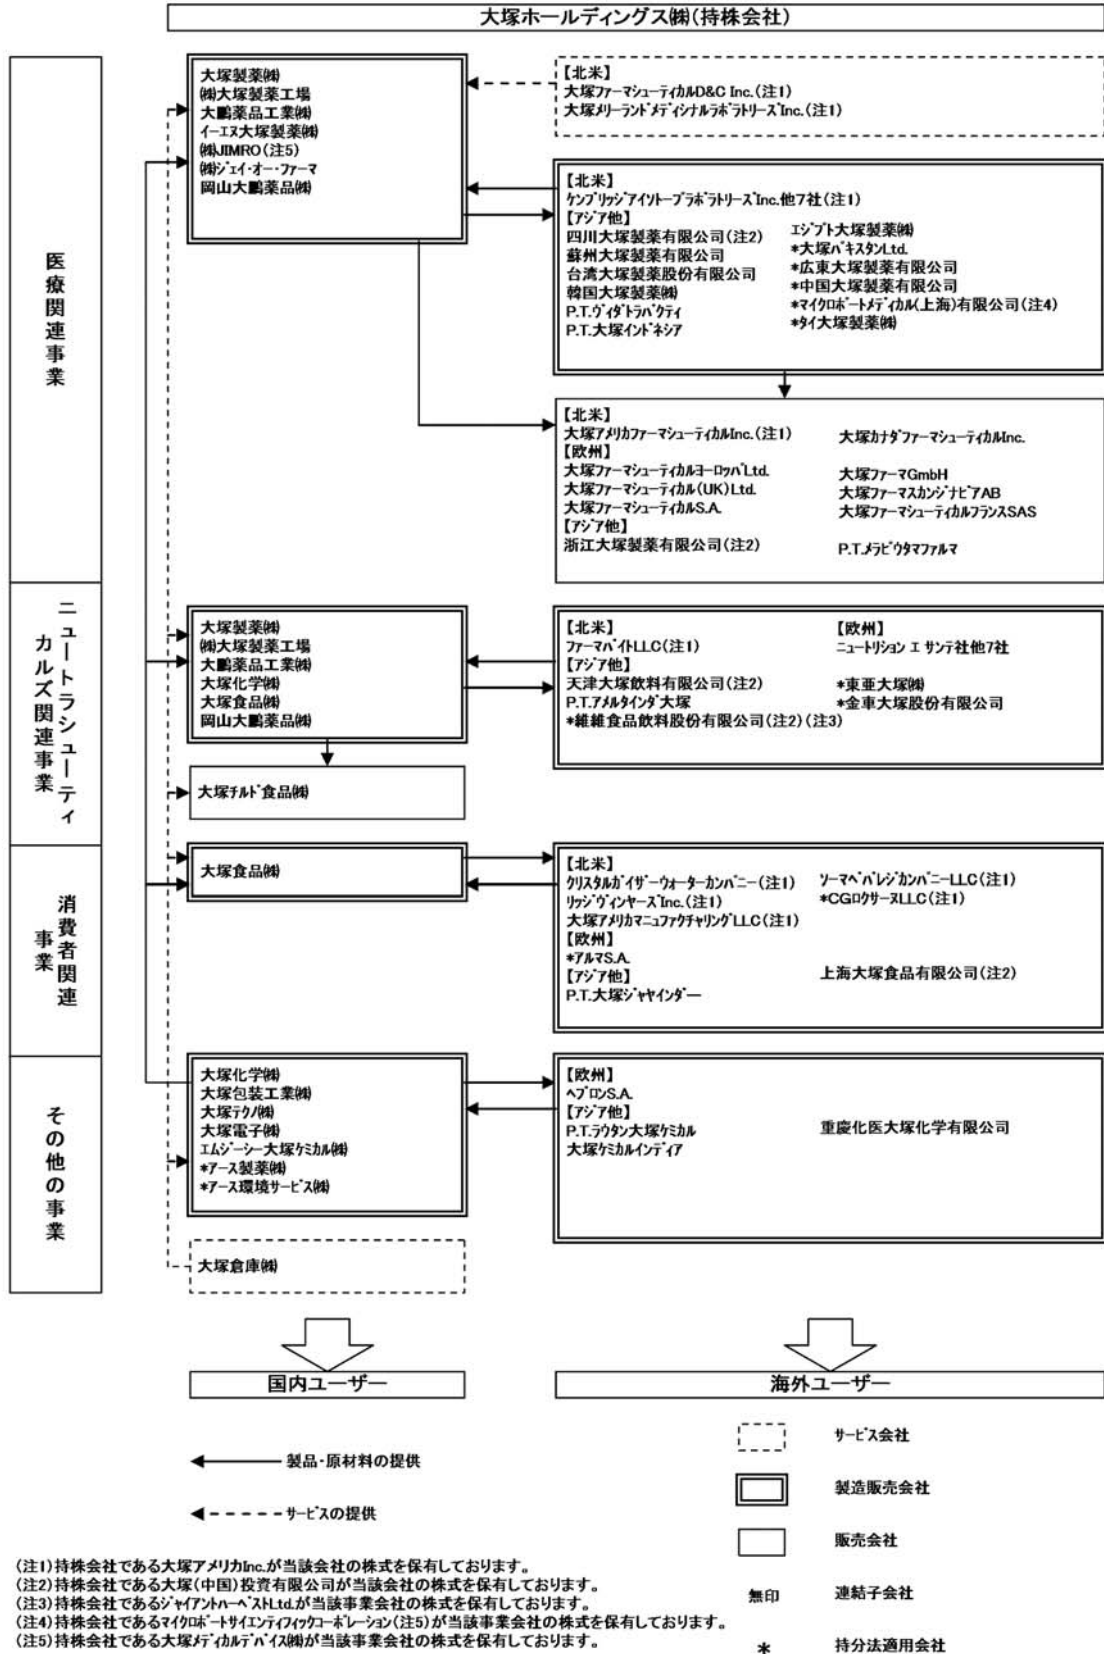 大塚ホールディングス㈱(持株会社)
医療関連事業
大塚製薬㈱
㈱大塚製薬工場
大鵬薬品工業㈱
イーエヌ大塚製薬㈱
㈱JIMRO(注5)
㈱ジェイ・オー・ファーマ
岡山大鵬薬品㈱
【北米】
大塚ファーマシューティカルD&C Inc.(注1)
大塚メリーランドメディシナルラボラトリーズInc.(注1)
【北米】
ケンブリッジアイソトープラボラトリーズInc.他7社(注1)
【アジア他】
四川大塚製薬有限公司(注2)
蘇州大塚製薬有限公司
台湾大塚製薬股份有限公司
韓国大塚製薬㈱
P.T.ヴィダトラバクティ
P.T.大塚インドネシア
エジプト大塚製薬㈱
*大塚パキスタンLtd.
*広東大塚製薬有限公司
*中国大塚製薬有限公司
*マイクロポートメディカル(上海)有限公司(注4)
*タイ大塚製薬㈱
【北米】
大塚アメリカファーマシューティカルInc.(注1)
【欧州】
大塚ファーマシューティカルヨーロッパLtd.
大塚ファーマシューティカル(UK)Ltd.
大塚ファーマシューティカルS.A.
【アジア他】
浙江大塚製薬有限公司(注2)
大塚カナダファーマシューティカルInc.
大塚ファーマGmbH
大塚ファーマスカンジナビアAB
大塚ファーマシューティカルフランスSAS
P.T.メラピウタマファルマ
ニュートラシューティカルズ関連事業
大塚製薬㈱
㈱大塚製薬工場
大鵬薬品工業㈱
大塚化学㈱
大塚食品㈱
岡山大鵬薬品㈱
【北米】
ファーマバイトLLC(注1)
【アジア他】
天津大塚飲料有限公司(注2)
P.T.アメルタインダ大塚
*維維食品飲料股份有限公司(注2)(注3)
【欧州】
ニュートリション エ サンテ社他7社
*東亜大塚㈱
*金車大塚股份有限公司
大塚チルド食品㈱
消費者関連事業
大塚食品㈱
【北米】
クリスタルガイザーウォーターカンパニー(注1)
リッジヴィンヤーズInc.(注1)
大塚アメリカマニュファクチャリングLLC(注1)
【欧州】
*アルマS.A.
【アジア他】
P.T.大塚ジャヤインダー
ソーマベバレジカンパニーLLC(注1)
*CGロクサーヌLLC(注1)
上海大塚食品有限公司(注2)
その他の事業
大塚化学㈱
大塚包装工業㈱
大塚テクノ㈱
大塚電子㈱
エムジーシー大塚ケミカル㈱
*アース製薬㈱
*アース環境サービス㈱
【欧州】
ヘブロンS.A.
【アジア他】
P.T.ラウタン大塚ケミカル
大塚ケミカルインディア
重慶化医大塚化学有限公司
大塚倉庫㈱
国内ユーザー
海外ユーザー
製品・原材料の提供
サービスの提供
サービス会社
製造販売会社
販売会社
無印 連結子会社
* 持分法適用会社
(注1)持株会社である大塚アメリカInc.が当該会社の株式を保有しております。
(注2)持株会社である大塚(中国)投資有限公司が当該会社の株式を保有しております。
(注3)持株会社であるジャイアントハーベストLtd.が当該事業会社の株式を保有しております。
(注4)持株会社であるマイクロポートサイエンティフィックコーポレーション(注5)が当該事業会社の株式を保有しております。
(注5)持株会社である大塚メディカルデバイス㈱が当該事業会社の株式を保有しております。